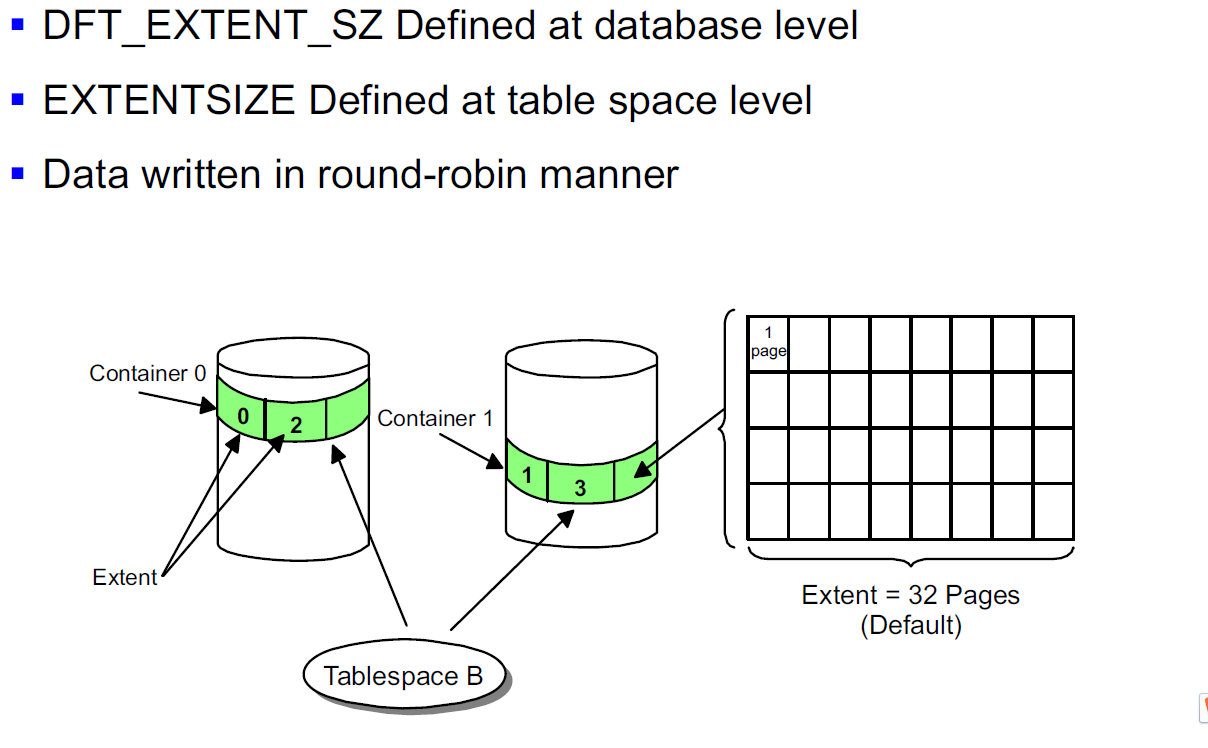 DFT_EXTENT_SZ Defined at database level
EXTENTSIZE Defined at table space level
Data written in round-robin manner
1
page
Container 0
0
2
Container 1
1
3
Extent
Extent = 32 Pages
(Default)
Tablespace B